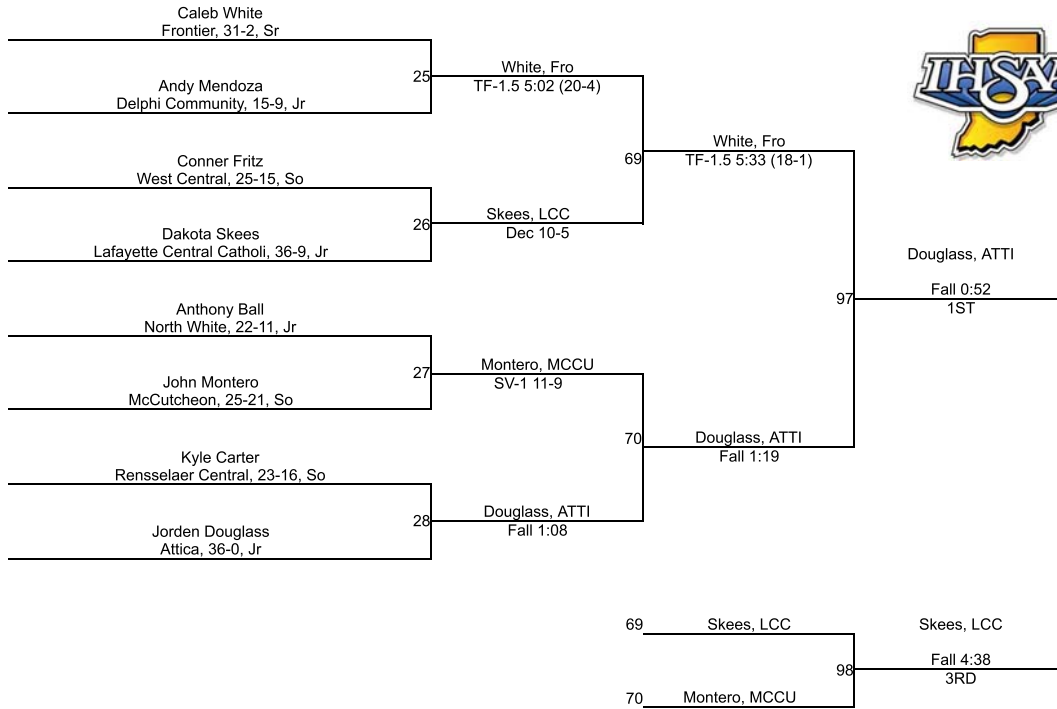 Caleb White
Frontier, 31-2, Sr
25
White, Fro
TF-1.5 5:02 (20-4)
Andy Mendoza
Delphi Community, 15-9, Jr
69
White, Fro
TF-1.5 5:33 (18-1)
Conner Fritz
West Central, 25-15, So
26
Skees, LCC
Dec 10-5
Dakota Skees
Lafayette Central Catholi, 36-9, Jr
97
Douglass, ATTI
Fall 0:52
1ST
Anthony Ball
North White, 22-11, Jr
27
Montero, MCCU
SV-1 11-9
John Montero
McCutcheon, 25-21, So
70
Douglass, ATTI
Fall 1:19
Kyle Carter
Rensselaer Central, 23-16, So
28
Douglass, ATTI
Fall 1:08
Jorden Douglass
Attica, 36-0, Jr
69
Skees, LCC
98
Skees, LCC
Fall 4:38
3RD
70
Montero, MCCU
IHSAA